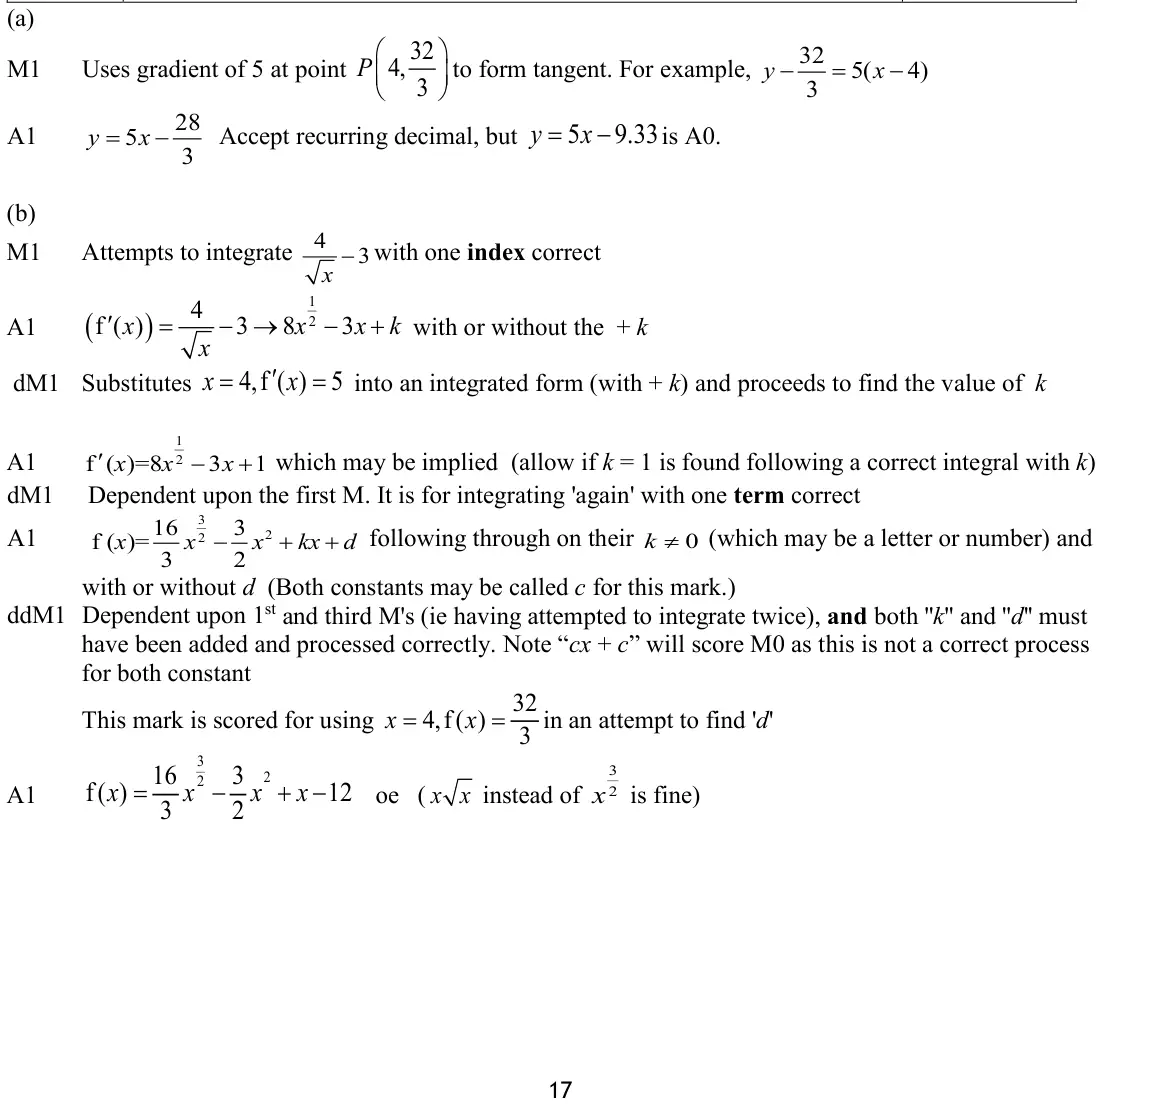 (a)
M1 Uses gradient of 5 at point P(4, 32/3) to form tangent. For example, y − 32/3 = 5(x − 4)
A1 y = 5x − 28/3 Accept recurring decimal, but y = 5x − 9.33 is A0.
(b)
M1 Attempts to integrate 4/√x − 3 with one index correct
A1 (f′(x)) = 4/√x − 3 → 8x^(1/2) − 3x + k with or without the + k
dM1 Substitutes x = 4, f′(x) = 5 into an integrated form (with + k) and proceeds to find the value of k
A1 f′(x)=8x^(1/2) − 3x + 1 which may be implied (allow if k = 1 is found following a correct integral with k)
dM1 Dependent upon the first M. It is for integrating 'again' with one term correct
A1 f(x)= 16/3 x^(3/2) − 3/2 x² + kx + d following through on their k ≠ 0 (which may be a letter or number) and
with or without d (Both constants may be called c for this mark.)
ddM1 Dependent upon 1st and third M's (ie having attempted to integrate twice), and both "k" and "d" must
have been added and processed correctly. Note “cx + c” will score M0 as this is not a correct process
for both constant
This mark is scored for using x = 4, f(x) = 32/3 in an attempt to find 'd'
A1 f(x) = 16/3 x^(3/2) − 3/2 x² + x − 12 oe (x√x instead of x^(3/2) is fine)
17